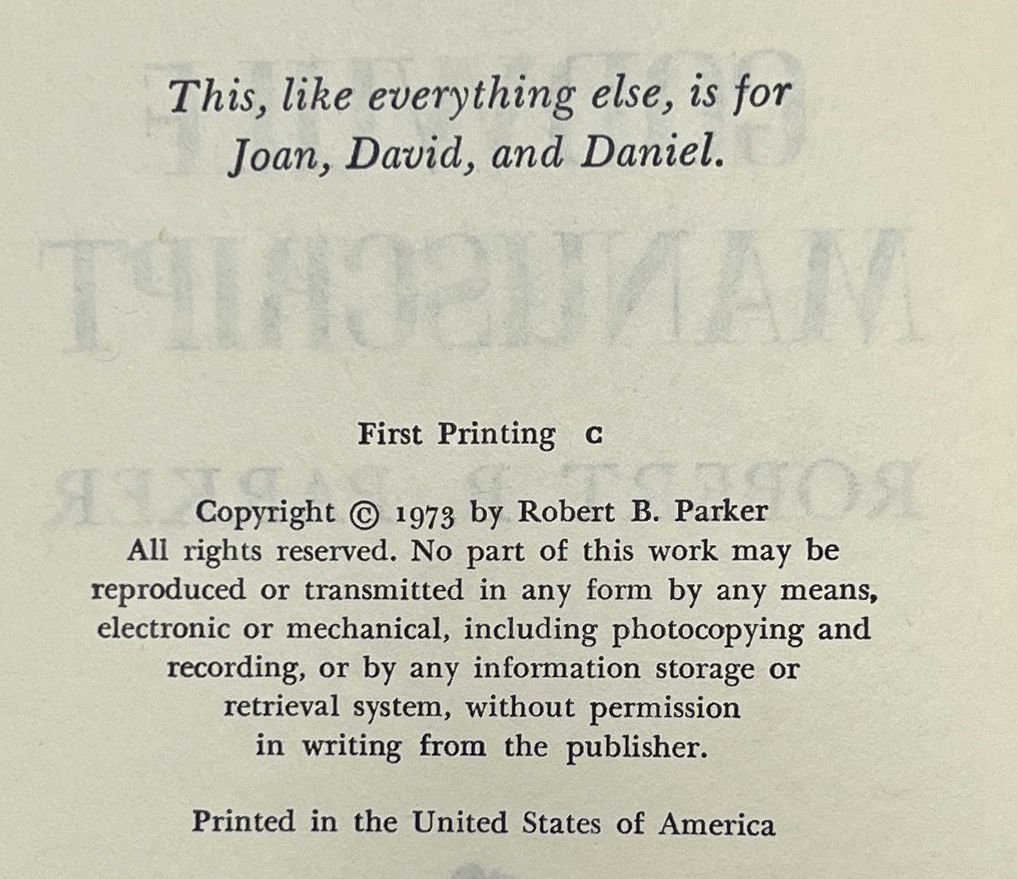 This, like everything else, is for
Joan, David, and Daniel.
MANUSCRIPT
First Printing C
ROBERT B. PARKER
Copyright © 1973 by Robert B. Parker
All rights reserved. No part of this work may be
reproduced or transmitted in any form by any means,
electronic or mechanical, including photocopying and
recording, or by any information storage or
retrieval system, without permission
in writing from the publisher.
Printed in the United States of America